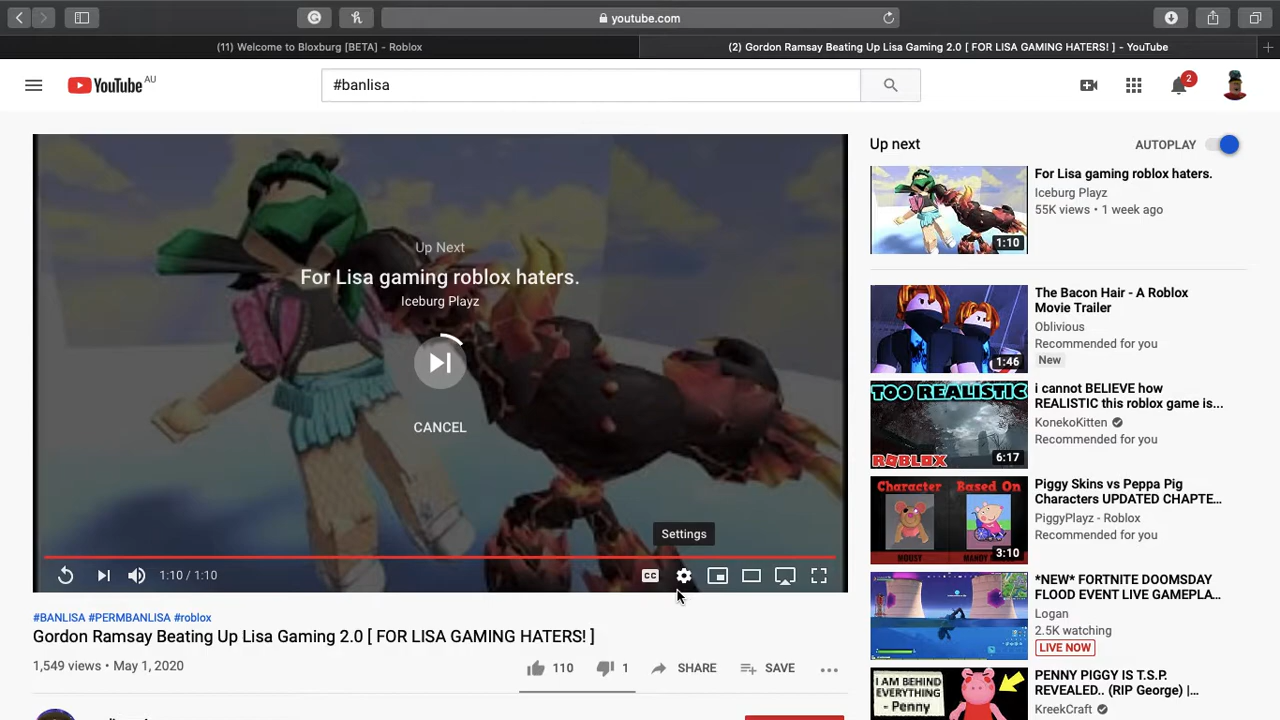 youtube.com
(11) Welcome to Bloxburg [BETA] - Roblox
(2) Gordon Ramsay Beating Up Lisa Gaming 2.0 [ FOR LISA GAMING HATERS! ] - YouTube
YouTube AU
#banlisa
2
Up Next
For Lisa gaming roblox haters.
Iceburg Playz
CANCEL
Settings
1:10 / 1:10
CC
#BANLISA #PERMBANLISA #roblox
Gordon Ramsay Beating Up Lisa Gaming 2.0 [ FOR LISA GAMING HATERS! ]
1,549 views • May 1, 2020
110
1
SHARE
SAVE
Up next
AUTOPLAY
1:10
For Lisa gaming roblox haters.
Iceburg Playz
55K views • 1 week ago
1:46
The Bacon Hair - A Roblox
Movie Trailer
Oblivious
Recommended for you
New
TOO REALISTIC
ROBLOX
6:17
i cannot BELIEVE how
REALISTIC this roblox game is...
KonekoKitten
Recommended for you
Character Based On
3:10
Piggy Skins vs Peppa Pig
Characters UPDATED CHAPTE...
PiggyPlayz - Roblox
Recommended for you
*NEW* FORTNITE DOOMSDAY
FLOOD EVENT LIVE GAMEPLA...
Logan
2.5K watching
LIVE NOW
I AM BEHIND
EVERYTHING
- Penny
PENNY PIGGY IS T.S.P.
REVEALED.. (RIP George) |...
KreekCraft